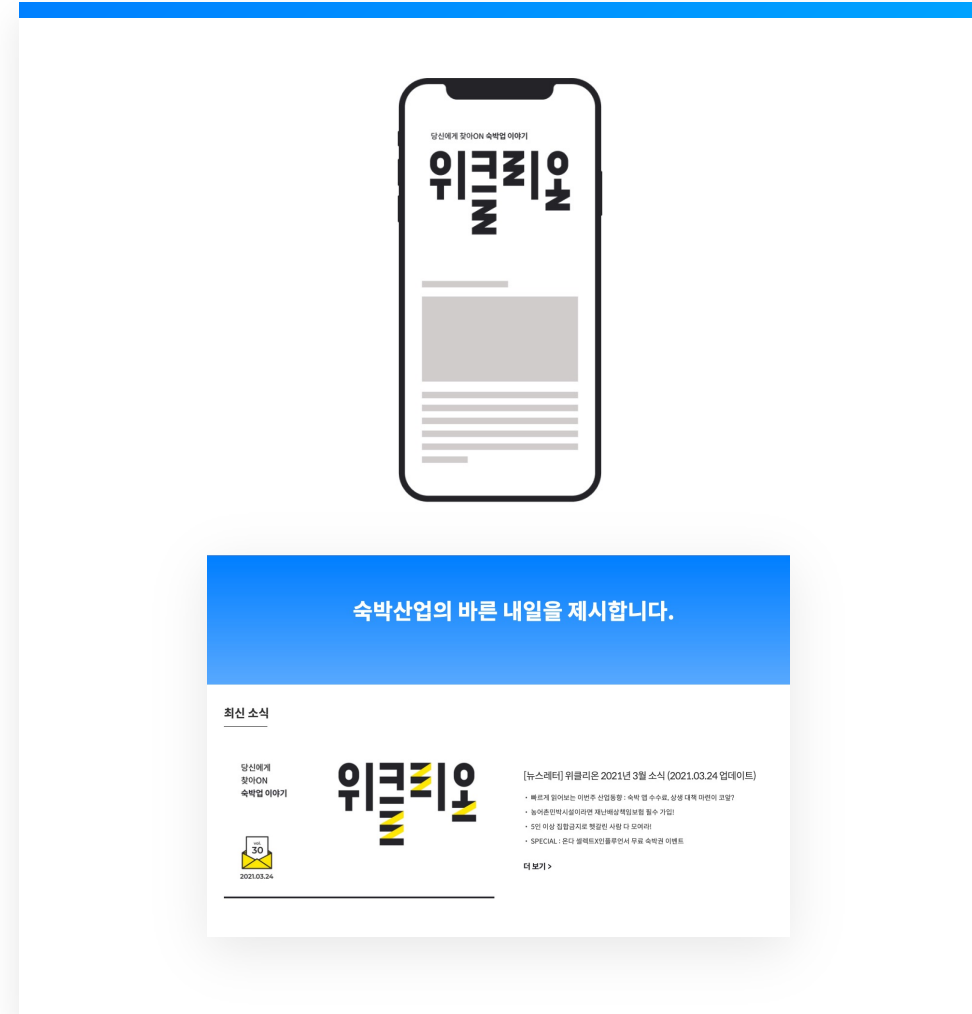 당신에게 찾아ON 숙박업 이야기
위클리온
숙박산업의 바른 내일을 제시합니다.
최신 소식
당신에게
찾아ON
숙박업 이야기
위클리온
vol.
30
2021.03.24
[뉴스레터] 위클리온 2021년 3월 소식 (2021.03.24 업데이트)
• 빠르게 읽어보는 이번주 산업동향 : 숙박 앱 수수료, 상생 대책 마련이 코앞?
• 농어촌민박시설이라면 재난배상책임보험 필수 가입!
• 5인 이상 집합금지로 헷갈린 사람 다 모여라!
• SPECIAL : 온다 셀렉트X인플루언서 무료 숙박권 이벤트
더 보기 >